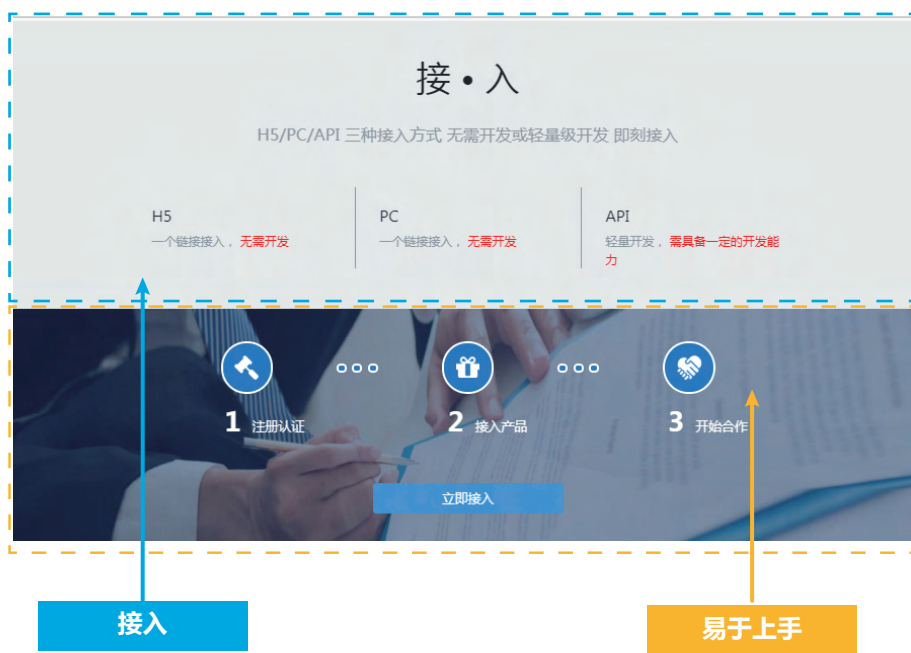 接·入
H5/PC/API 三种接入方式 无需开发或轻量级开发 即刻接入
H5
一个链接接入，无需开发
PC
一个链接接入，无需开发
API
轻量开发，需具备一定的开发能
力
1 注册认证
2 接入产品
3 开始合作
立即接入
接入
易于上手